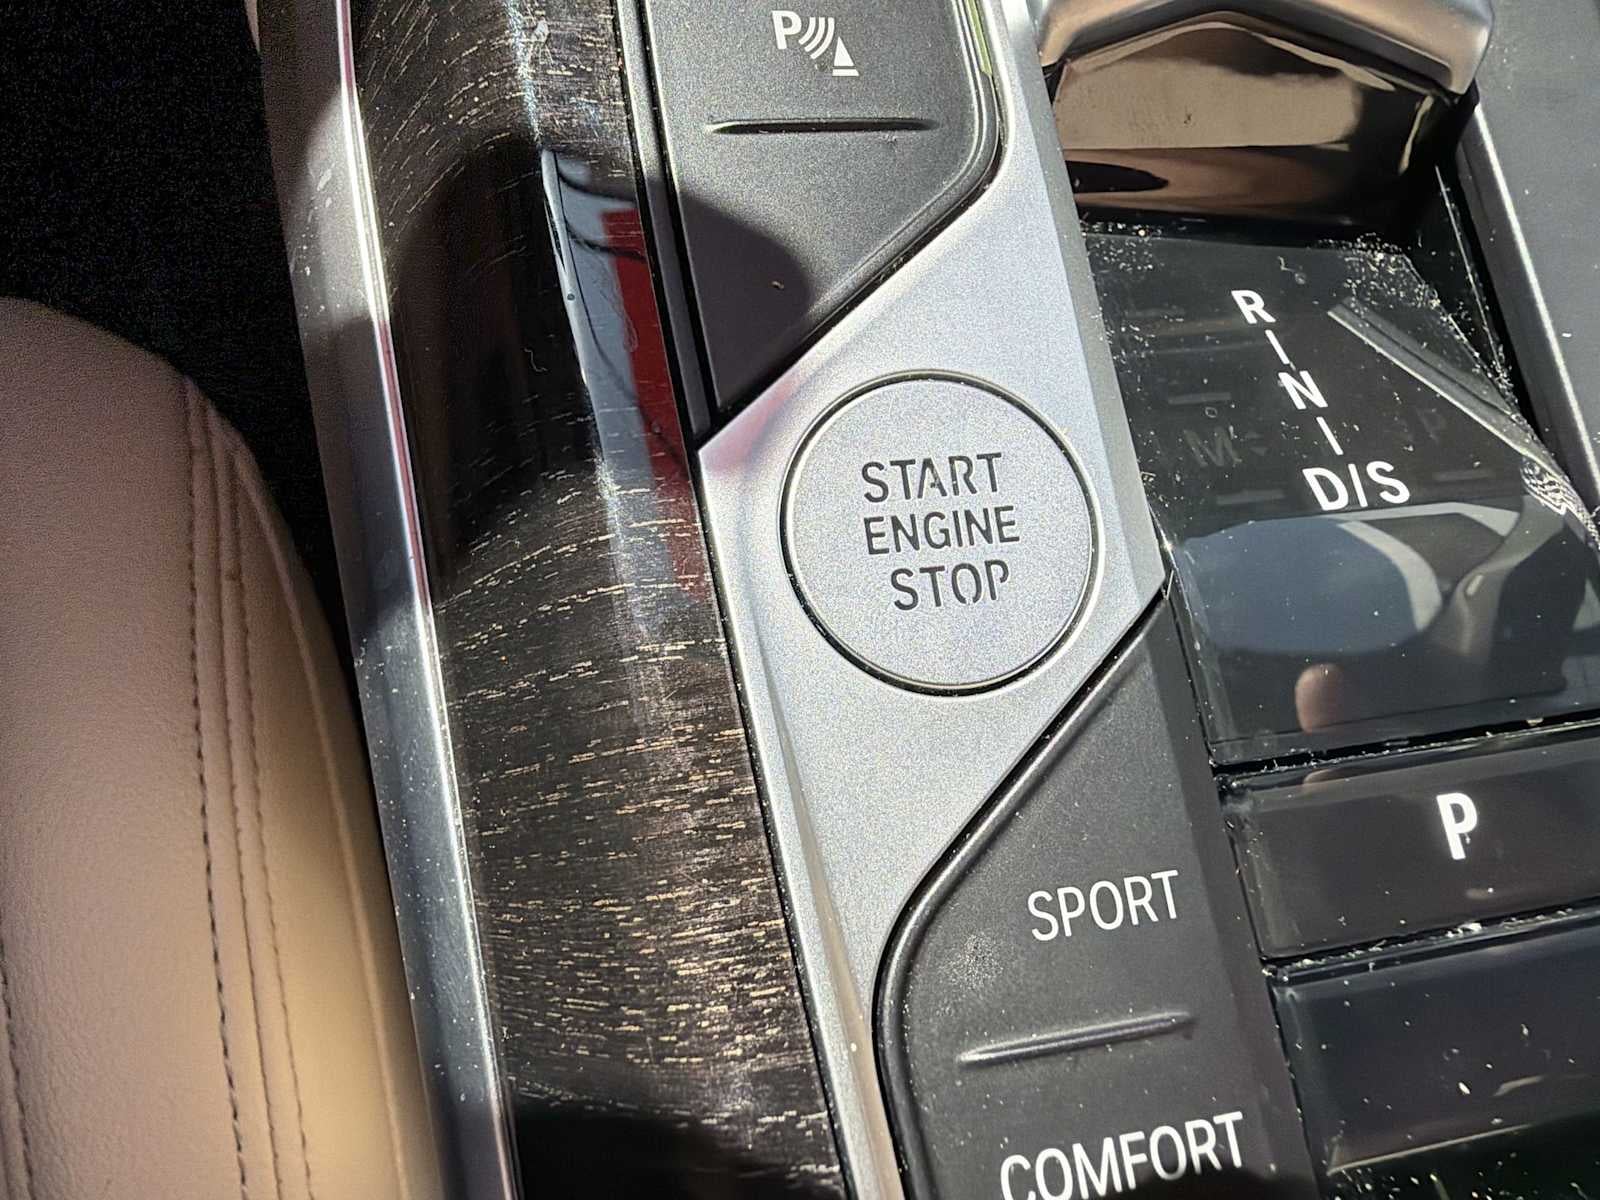 P
R
N
D/S
START
ENGINE
STOP
P
SPORT
COMFORT